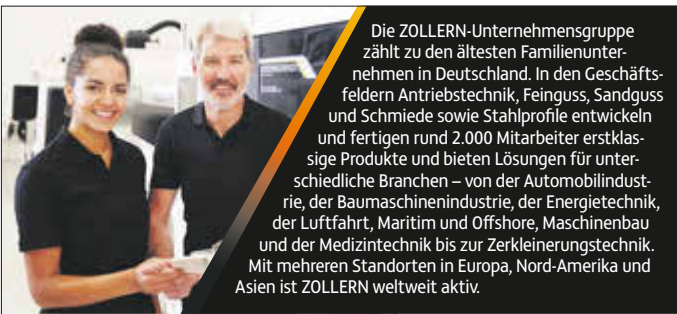 Die ZOLLERN-Unternehmensgruppe
zählt zu den ältesten Familienunter-
nehmen in Deutschland. In den Geschäfts-
feldern Antriebstechnik, Feinguss, Sandguss
und Schmiede sowie Stahlprofile entwickeln
und fertigen rund 2.000 Mitarbeiter erstklas-
sige Produkte und bieten Lösungen für unter-
schiedliche Branchen – von der Automobilindust-
rie, der Baumaschinenindustrie, der Energietechnik,
der Luftfahrt, Maritim und Offshore, Maschinenbau
und der Medizintechnik bis zur Zerkleinerungstechnik.
Mit mehreren Standorten in Europa, Nord-Amerika und
Asien ist ZOLLERN weltweit aktiv.